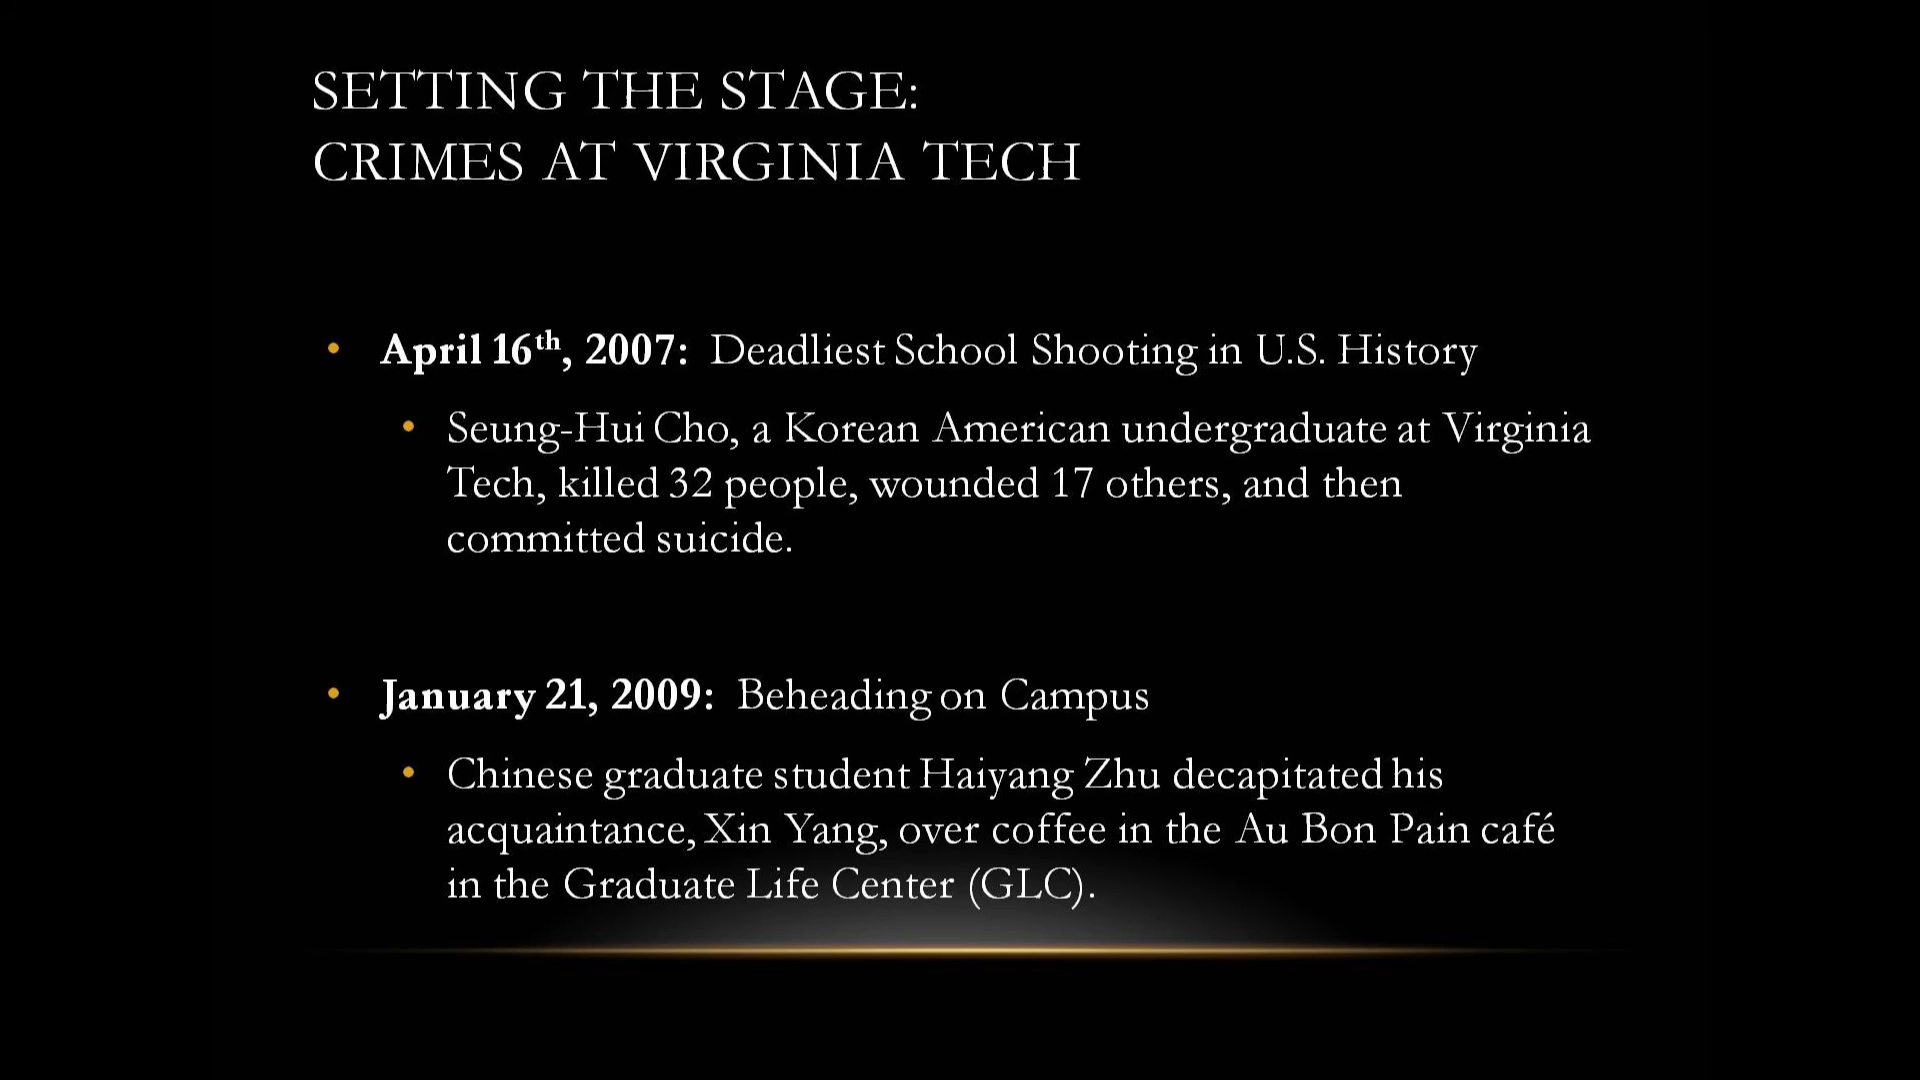 SETTING THE STAGE:
CRIMES AT VIRGINIA TECH
• April 16th, 2007: Deadliest School Shooting in U.S. History
• Seung-Hui Cho, a Korean American undergraduate at Virginia
Tech, killed 32 people, wounded 17 others, and then
committed suicide.
• January 21, 2009: Beheading on Campus
• Chinese graduate student Haiyang Zhu decapitated his
acquaintance, Xin Yang, over coffee in the Au Bon Pain café
in the Graduate Life Center (GLC).